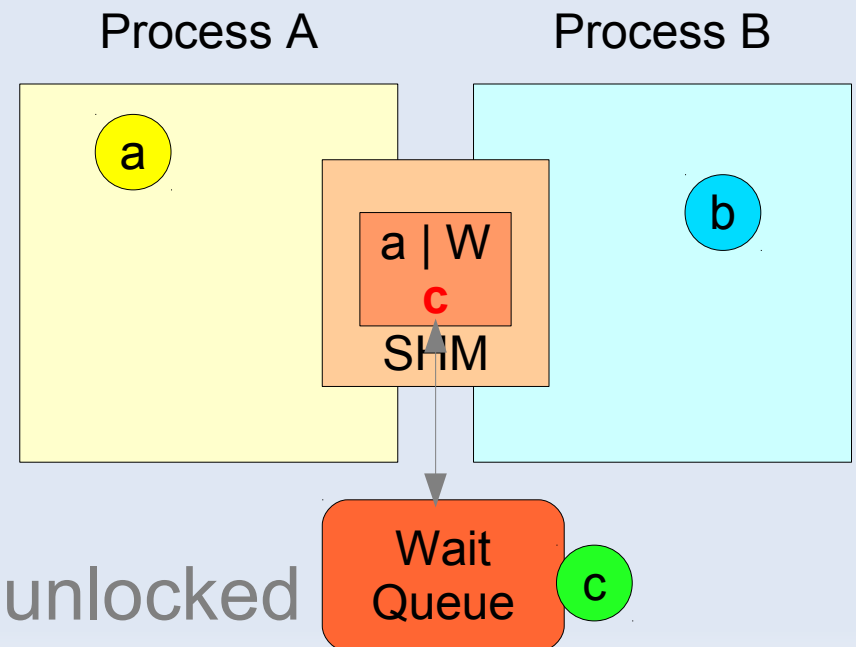 Process A
Process B
a
b
a | W
c
SHM
Wait
Queue
c
unlocked